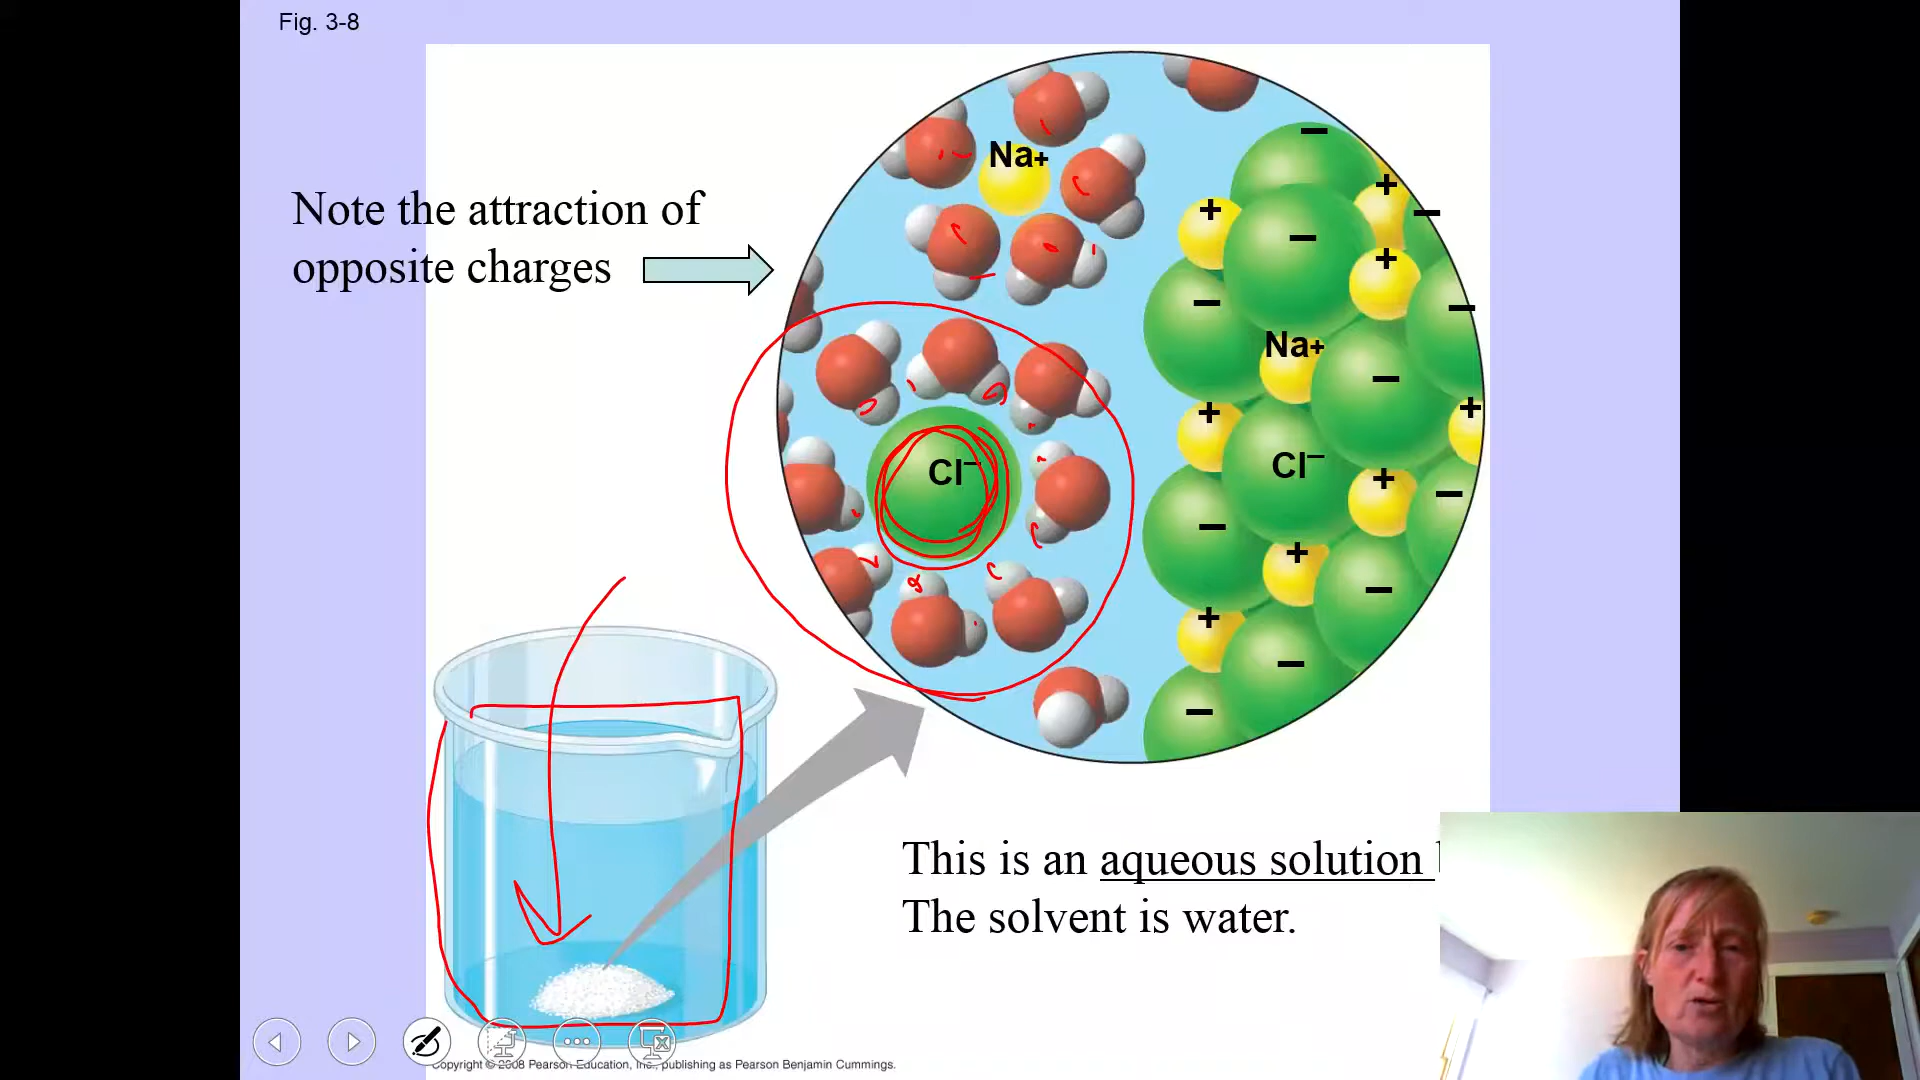 Fig. 3-8
Note the attraction of
opposite charges
Na+
Na+
Cl–
Cl–
This is an aqueous solution
The solvent is water.
Copyright © 2008 Pearson Education, Inc., publishing as Pearson Benjamin Cummings.